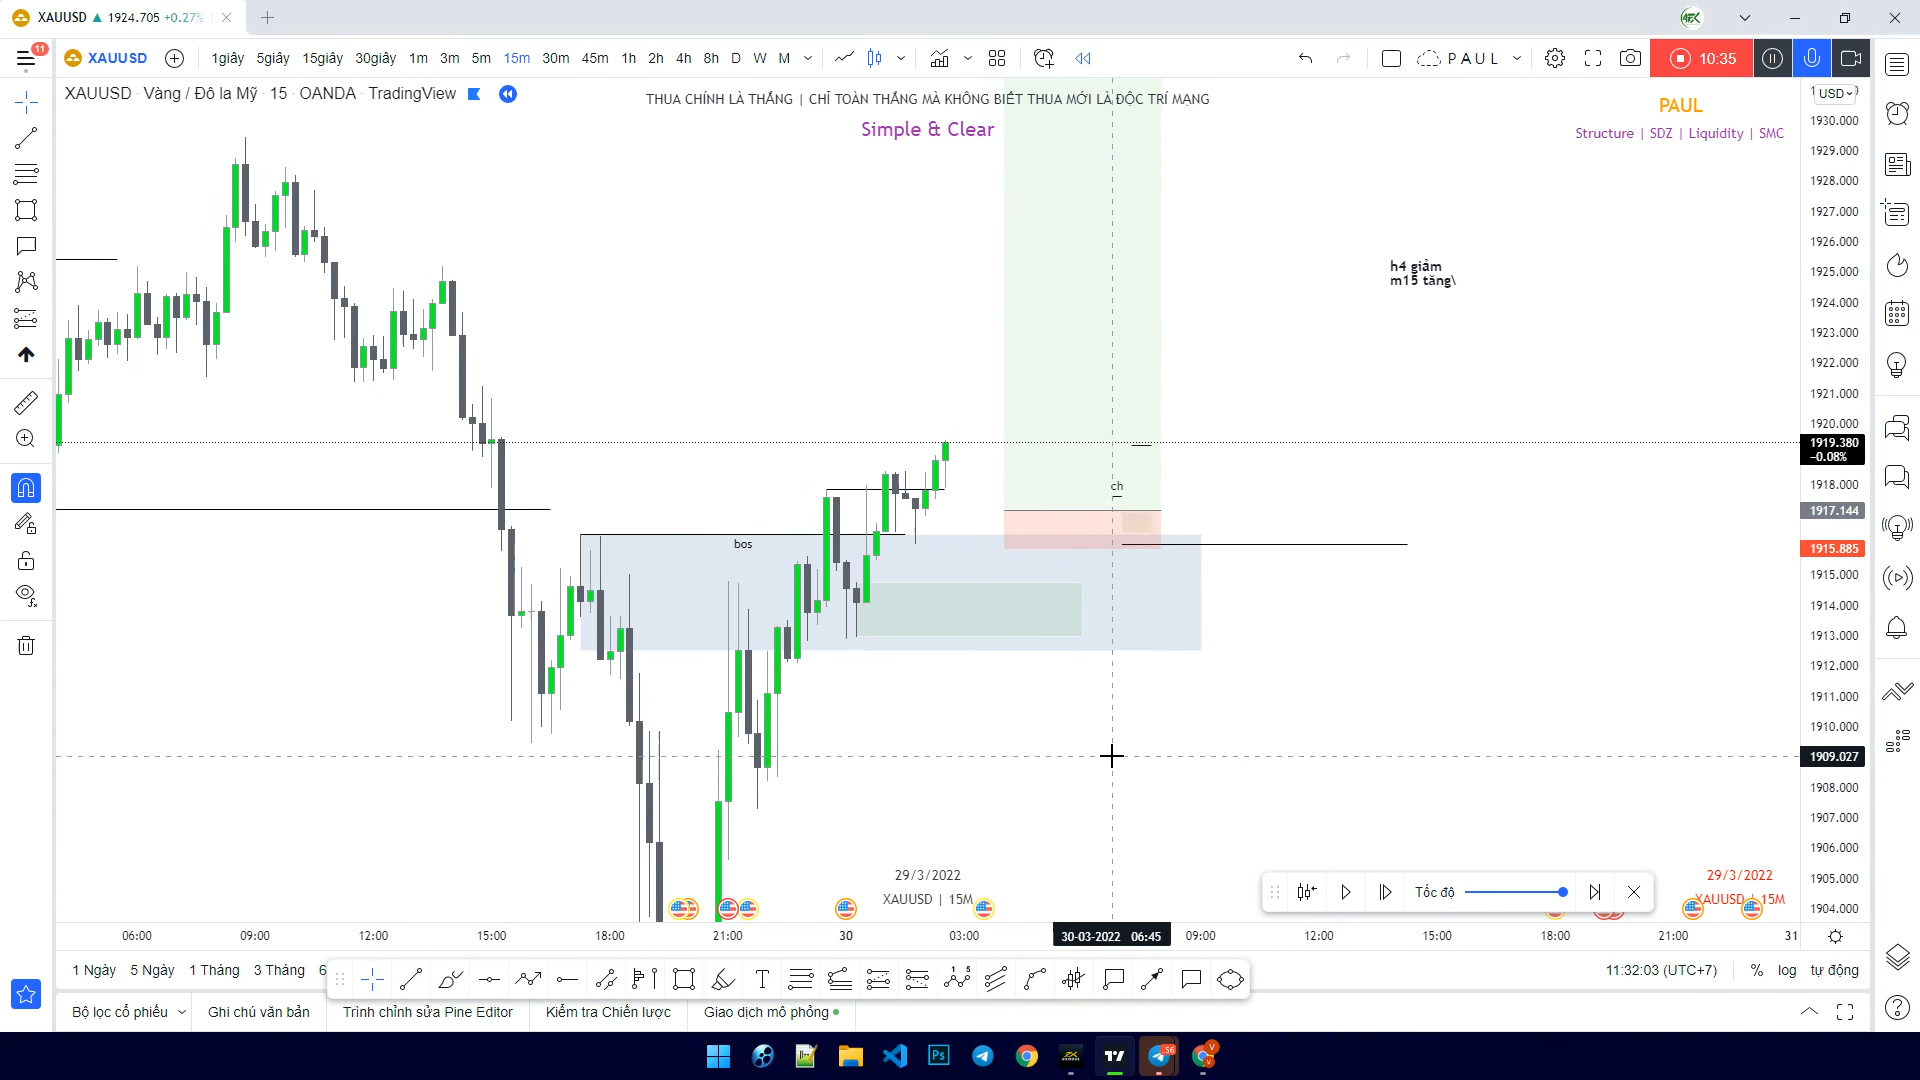 XAUUSD ▲ 1924.705 +0.27%
11
XAUUSD
1giây 5giây 15giây 30giây 1m 3m 5m 15m 30m 45m 1h 2h 4h 8h D W M
PAUL
10:35
XAUUSD · Vàng / Đô la Mỹ · 15 · OANDA · TradingView
THUA CHÍNH LÀ THẮNG | CHỈ TOÀN THẮNG MÀ KHÔNG BIẾT THUA MỚI LÀ ĐỘC TRÍ MẠNG
Simple & Clear
PAUL
Structure | SDZ | Liquidity | SMC
USD
1930.000
1929.000
1928.000
1927.000
1926.000
1925.000
1924.000
1923.000
1922.000
1921.000
1920.000
1919.380
−0.08%
1918.000
1917.144
1915.885
1915.000
1914.000
1913.000
1912.000
1911.000
1910.000
1909.027
1908.000
1907.000
1906.000
1905.000
1904.000
h4 giảm
m15 tăng\
ch
bos
29/3/2022
XAUUSD | 15M
Tốc độ
29/3/2022
XAUUSD | 15M
06:00 09:00 12:00 15:00 18:00 21:00 30 03:00 30-03-2022 06:45 09:00 12:00 15:00 18:00 21:00 31
1 Ngày 5 Ngày 1 Tháng 3 Tháng 6
11:32:03 (UTC+7) % log tự động
Bộ lọc cổ phiếu Ghi chú văn bản Trình chỉnh sửa Pine Editor Kiểm tra Chiến lược Giao dịch mô phỏng
Ps
56
V